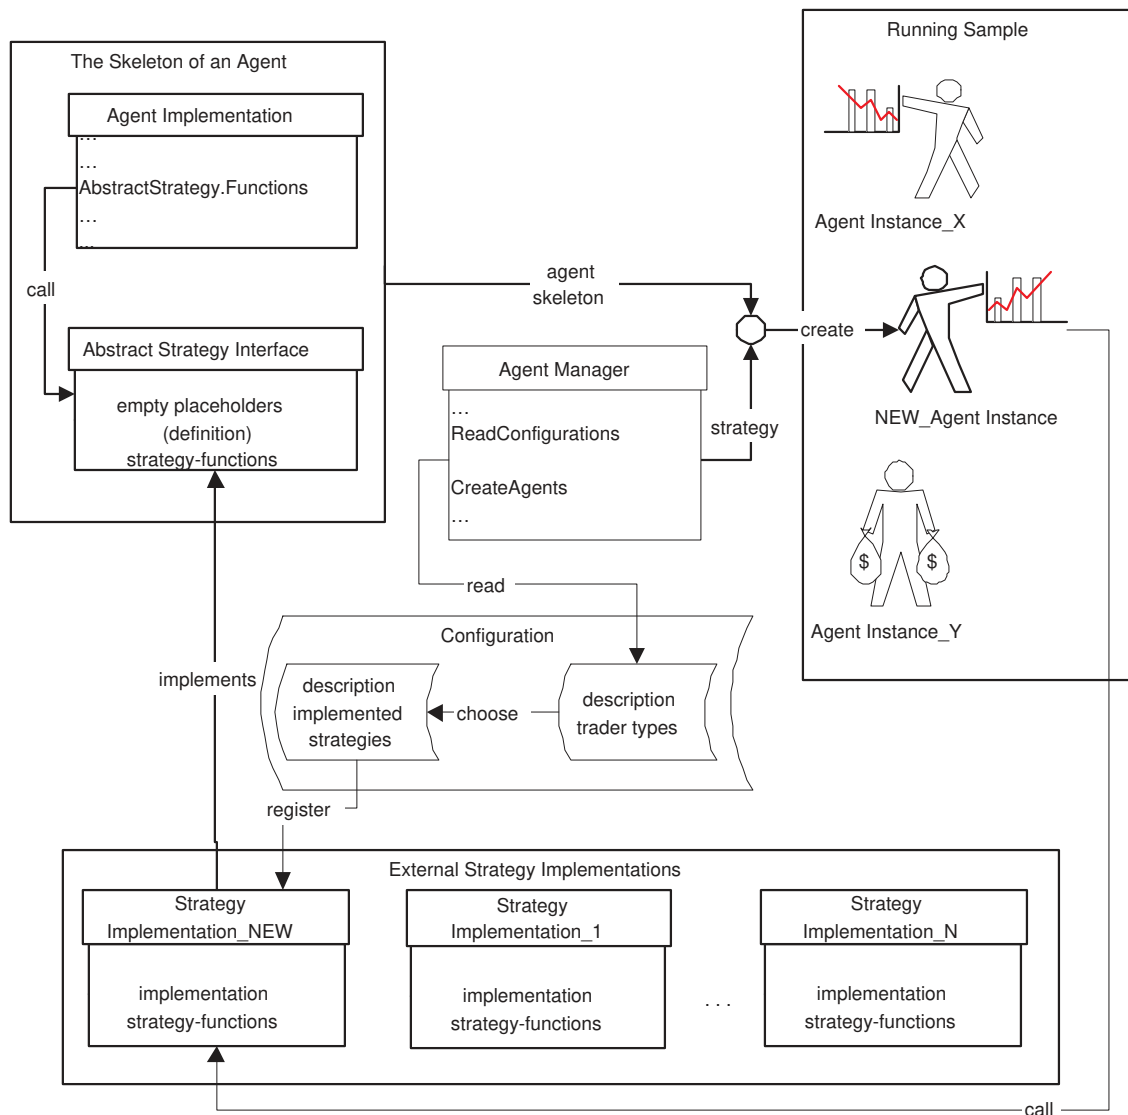 Running Sample
The Skeleton of an Agent
Agent Implementation
...
...
AbstractStrategy.Functions
...
...
call
Abstract Strategy Interface
empty placeholders
(definition)
strategy-functions
agent
skeleton
create
Agent Manager
...
ReadConfigurations
CreateAgents
...
strategy
Agent Instance_X
NEW_Agent Instance
$
$
Agent Instance_Y
read
Configuration
implements
description
implemented
strategies
choose
description
trader types
register
External Strategy Implementations
Strategy
Implementation_NEW
implementation
strategy-functions
Strategy
Implementation_1
implementation
strategy-functions
. . .
Strategy
Implementation_N
implementation
strategy-functions
call